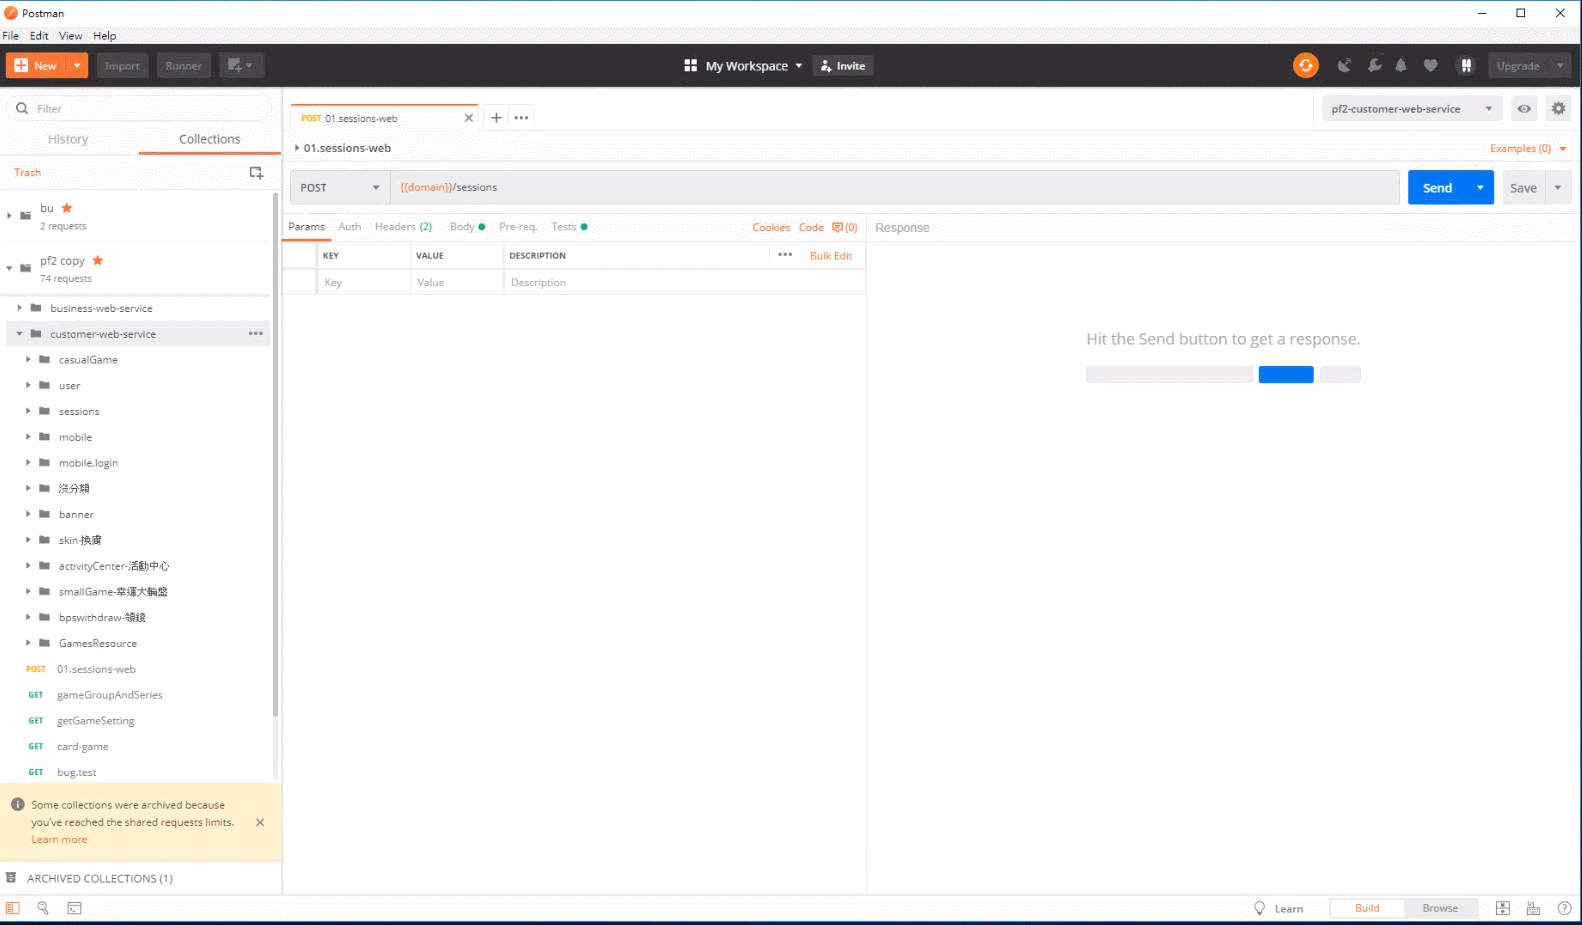 Postman
File Edit View Help
New Import Runner My Workspace Invite Upgrade
Filter
History Collections
Trash
bu
2 requests
pf2 copy
74 requests
business-web-service
customer-web-service
casualGame
user
sessions
mobile
mobile.login
沒分類
banner
skin-換膚
activityCenter-活動中心
smallGame-幸運大輪盤
bpswithdraw-領錢
GamesResource
POST 01.sessions-web
GET gameGroupAndSeries
GET getGameSetting
GET card-game
GET bug.test
Some collections were archived because
you've reached the shared requests limits.
Learn more
ARCHIVED COLLECTIONS (1)
POST 01.sessions-web
pf2-customer-web-service
01.sessions-web
Examples (0)
POST {{domain}}/sessions Send Save
Params Auth Headers (2) Body Pre-req. Tests Cookies Code (0)
KEY VALUE DESCRIPTION Bulk Edit
Key Value Description
Response
Hit the Send button to get a response.
Learn Build Browse